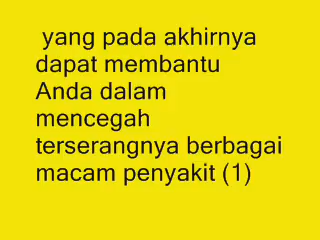 yang pada akhirnya
dapat membantu
Anda dalam
mencegah
terserangnya berbagai
macam penyakit (1)